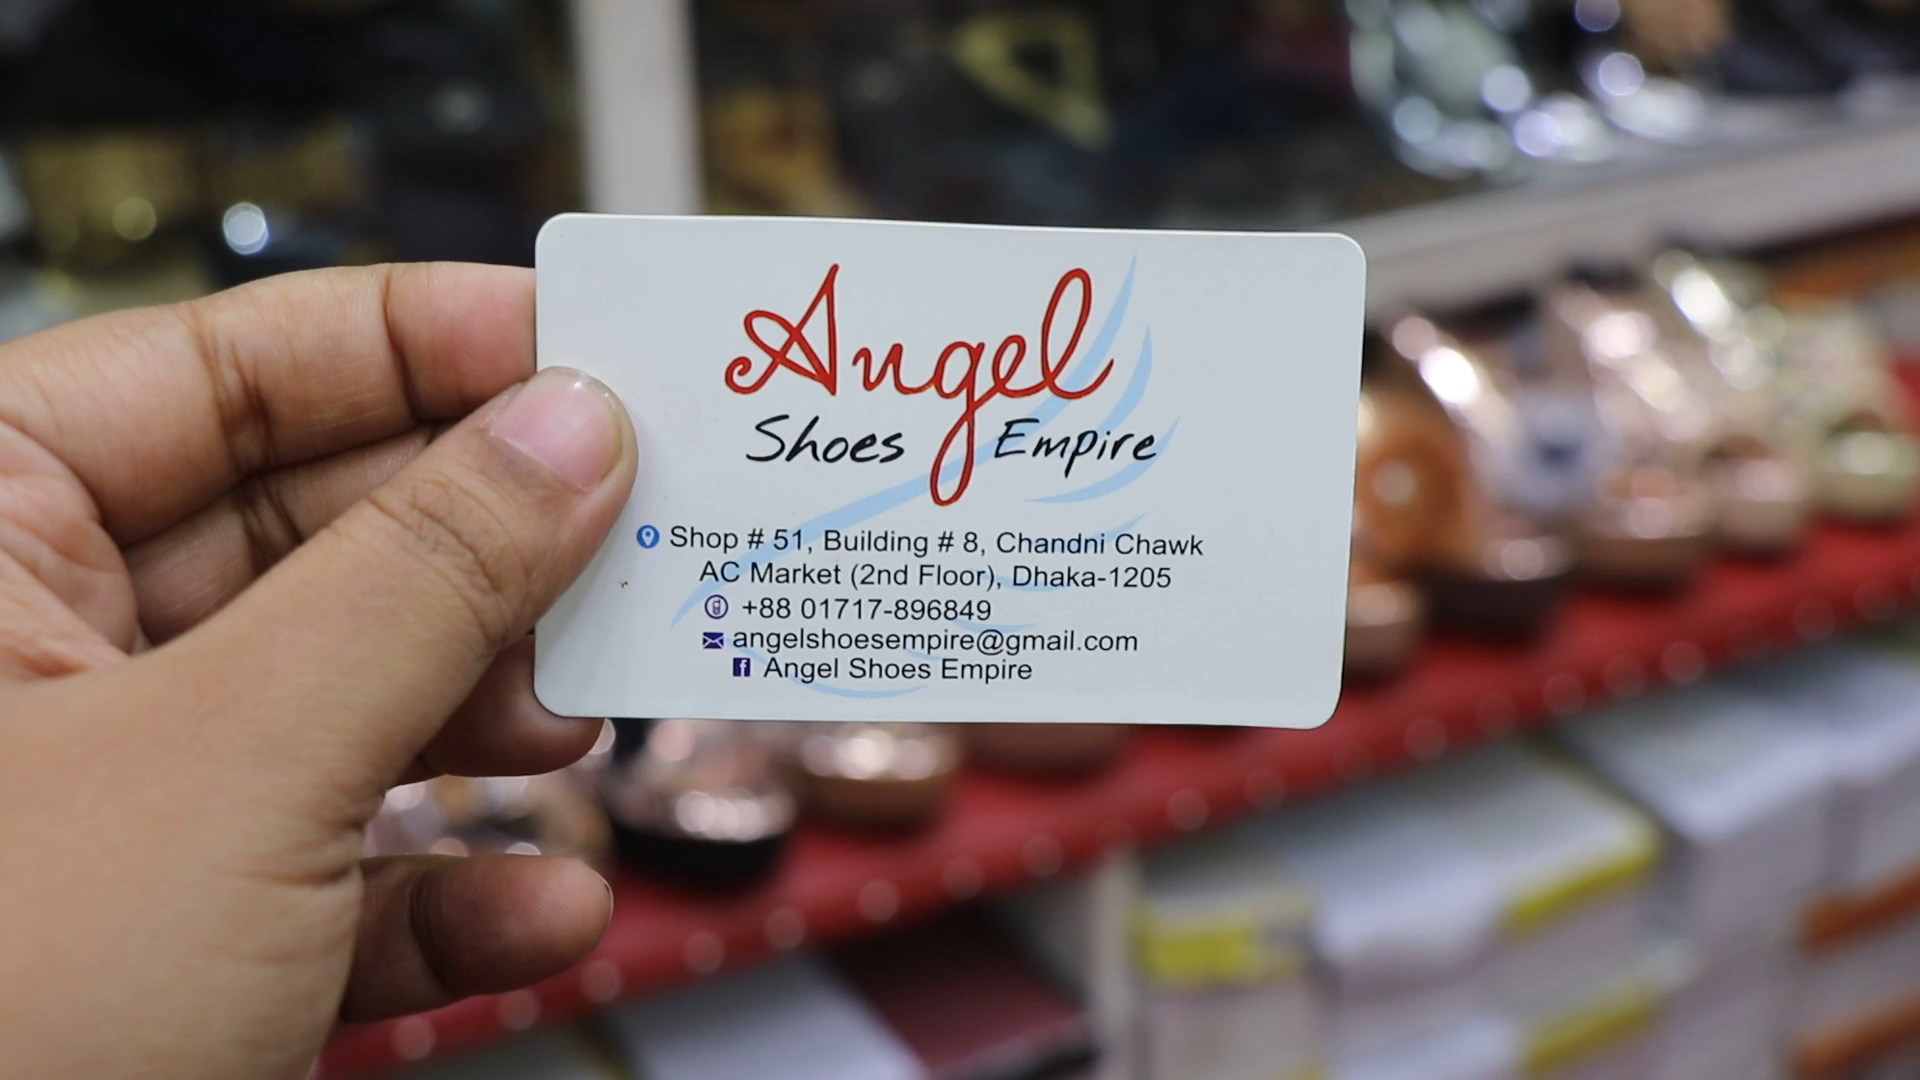 Angel
Shoes Empire
Shop # 51, Building # 8, Chandni Chawk
AC Market (2nd Floor), Dhaka-1205
+88 01717-896849
angelshoesempire@gmail.com
Angel Shoes Empire